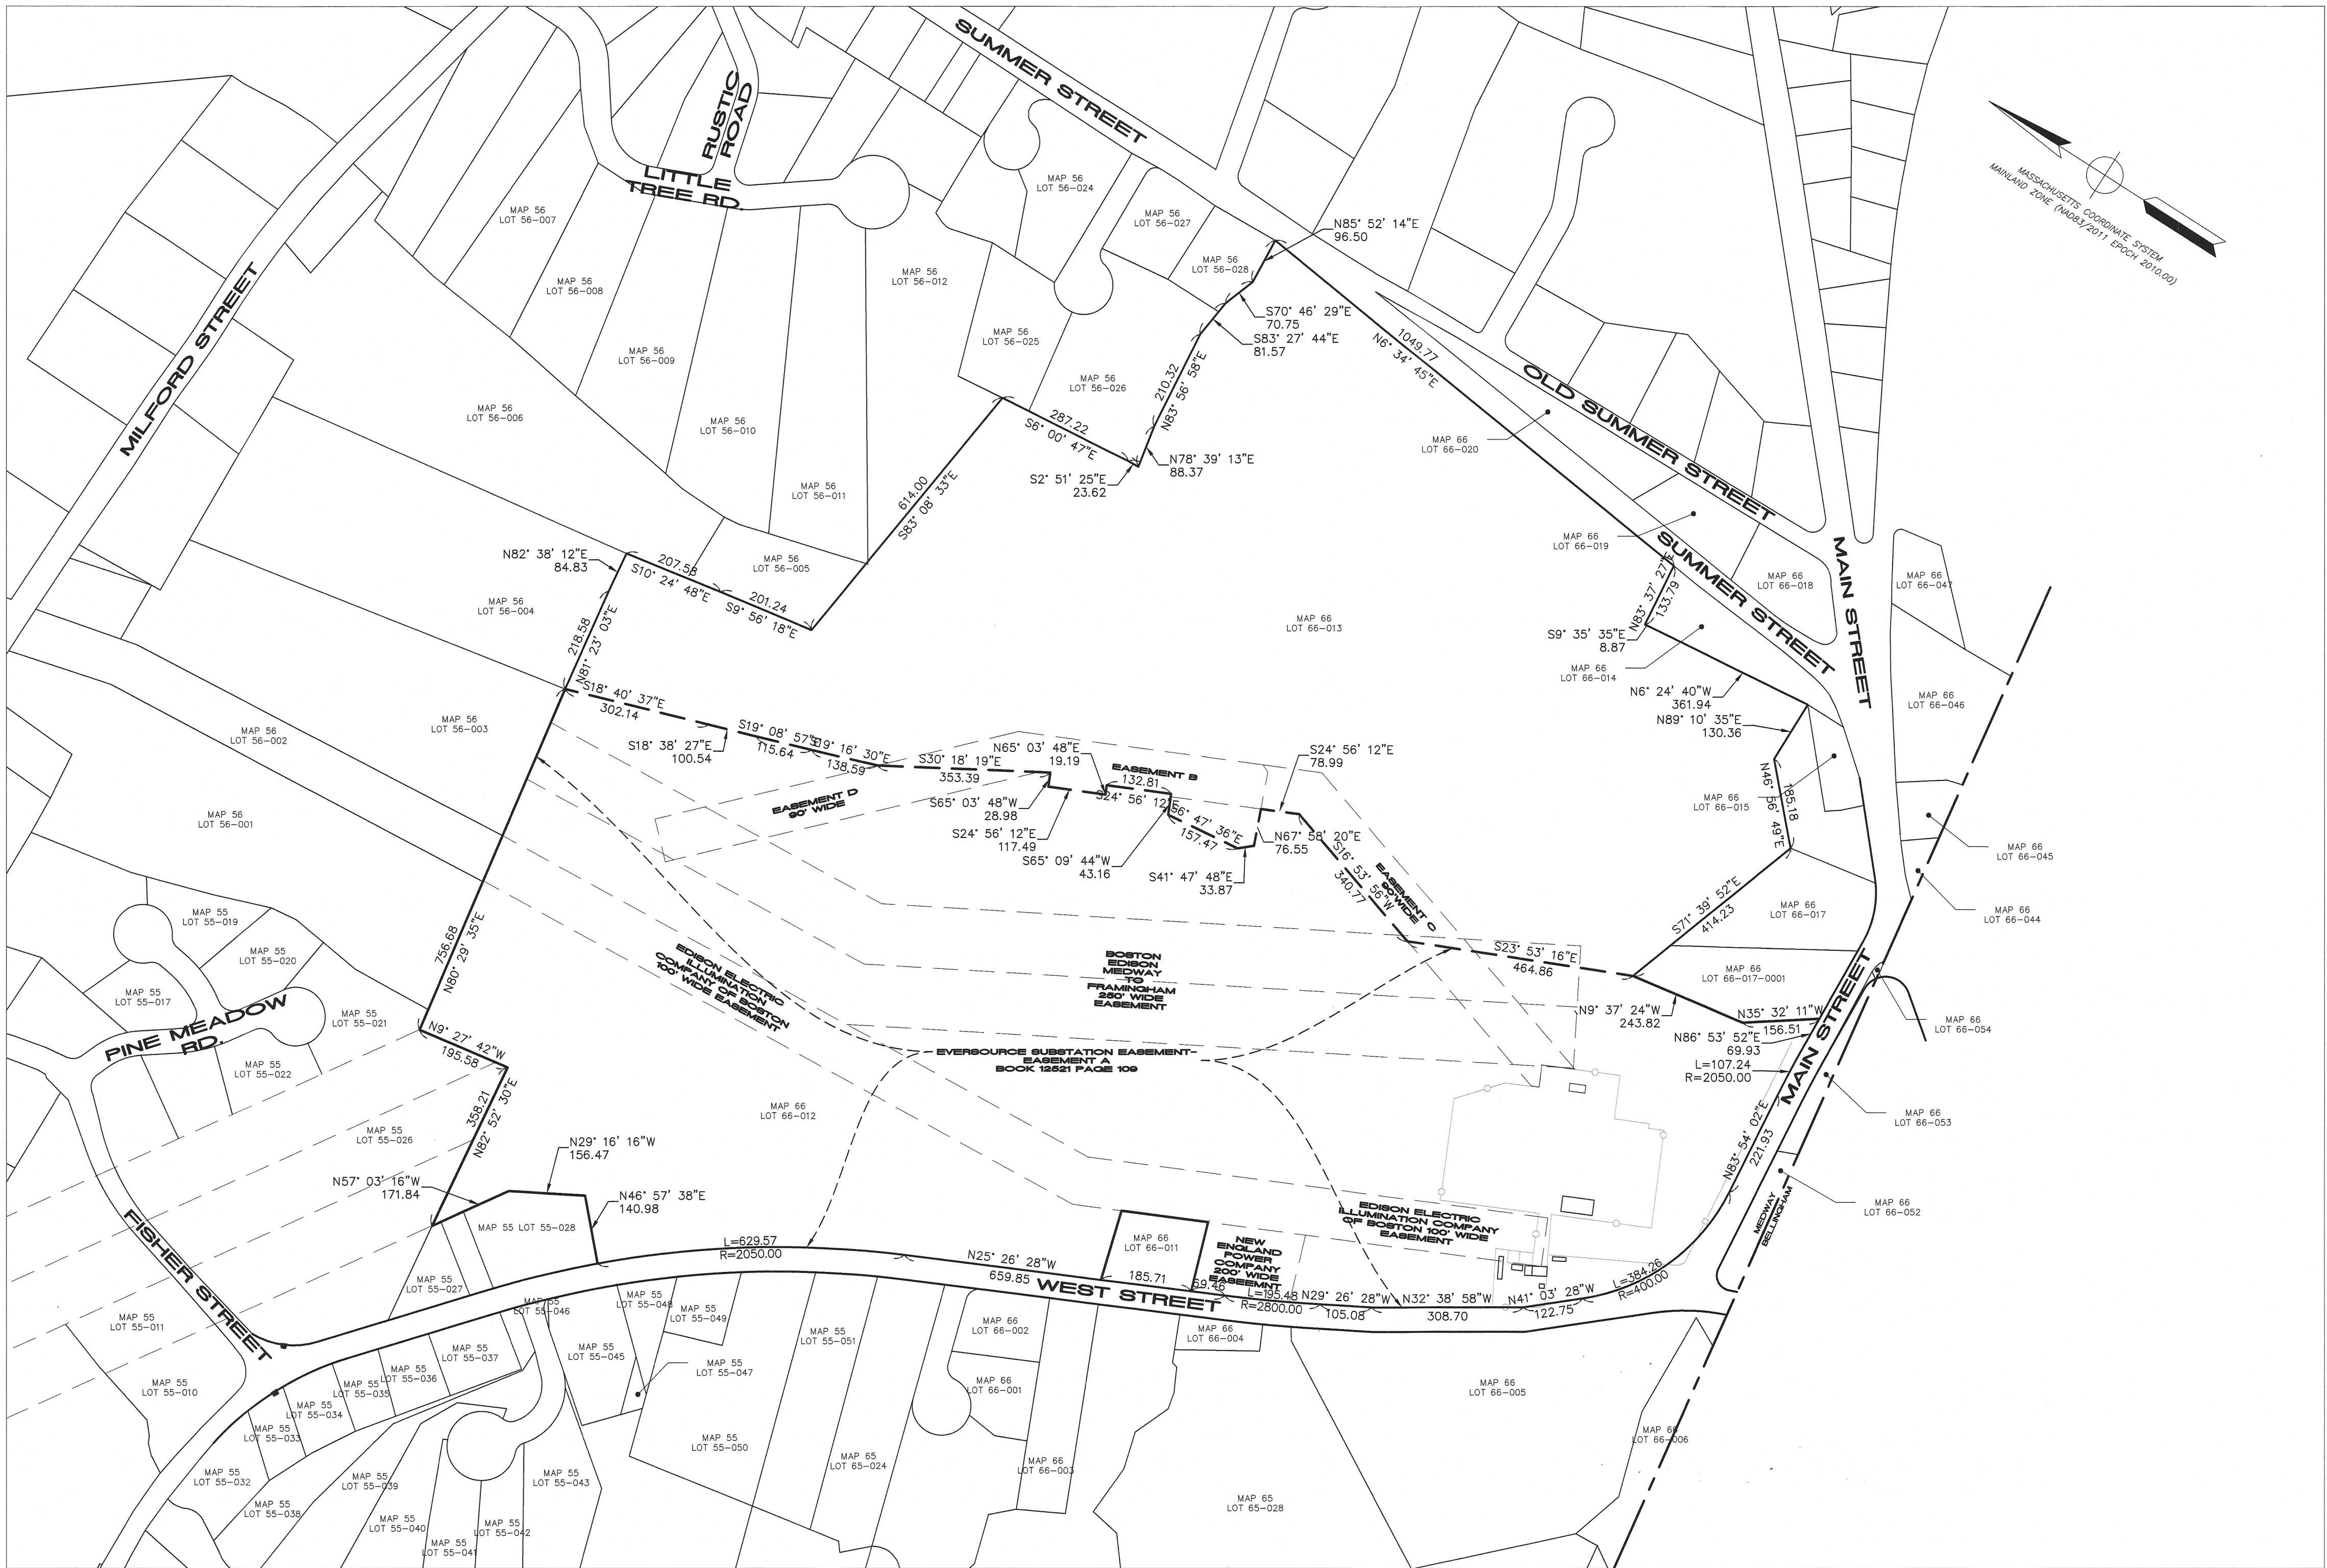 SUMMER STREET
RUSTIC
ROAD
LITTLE
TREE RD.
MILFORD STREET
MASSACHUSETTS COORDINATE SYSTEM
MAINLAND ZONE (NAD83/2011 EPOCH 2010.00)
MAP 56
LOT 56-024
MAP 56
LOT 56-027
MAP 56
LOT 56-007
MAP 56
LOT 56-028
N85° 52' 14"E
96.50
MAP 56
LOT 56-008
MAP 56
LOT 56-012
S70° 46' 29"E
70.75
S83° 27' 44"E
81.57
MAP 56
LOT 56-025
MAP 56
LOT 56-009
MAP 56
LOT 56-026
210.32
N83° 56' 58"E
1049.77
N6° 34' 45"E
MAP 56
LOT 56-006
MAP 56
LOT 56-010
287.22
S6° 00' 47"E
N78° 39' 13"E
88.37
S2° 51' 25"E
23.62
MAP 66
LOT 66-020
OLD SUMMER STREET
MAP 56
LOT 56-011
614.00
S83° 08' 33"E
N82° 38' 12"E
84.83
207.58
S10° 24' 48"E
MAP 56
LOT 56-005
201.24
S9° 56' 18"E
MAP 66
LOT 66-019
SUMMER STREET
MAIN STREET
MAP 66
LOT 66-018
MAP 66
LOT 66-047
MAP 56
LOT 56-004
218.58
N81° 23' 03"E
MAP 66
LOT 66-013
N83° 37' 27"E
133.79
S9° 35' 35"E
8.87
MAP 66
LOT 66-014
N6° 24' 40"W
361.94
N89° 10' 35"E
130.36
MAP 66
LOT 66-046
S18° 40' 37"E
302.14
MAP 56
LOT 56-003
MAP 56
LOT 56-002
S18° 38' 27"E
100.54
S19° 08' 57"E
115.64
S19° 16' 30"E
138.59
S30° 18' 19"E
353.39
N65° 03' 48"E
19.19
EASEMENT B
132.81
S24° 56' 12"E
S24° 56' 12"E
78.99
EASEMENT D
90' WIDE
S65° 03' 48"W
28.98
S24° 56' 12"E
117.49
S65° 09' 44"W
43.16
S6° 47' 36"E
157.47
N67° 58' 20"E
76.55
S41° 47' 48"E
33.87
S16° 53' 56"W
340.77
EASEMENT C
90' WIDE
MAP 66
LOT 66-015
N46° 56' 49"E
185.18
MAP 66
LOT 66-045
MAP 56
LOT 56-001
MAP 66
LOT 66-044
S71° 39' 52"E
414.23
MAP 66
LOT 66-017
MAP 55
LOT 55-019
MAP 55
LOT 55-020
756.68
N80° 29' 35"E
EDISON ELECTRIC
ILLUMINATION
COMPANY OF BOSTON
100' WIDE EASEMENT
BOSTON
EDISON
MEDWAY
TO
FRAMINGHAM
250' WIDE
EASEMENT
S23° 53' 16"E
464.86
MAP 66
LOT 66-017-0001
MAP 55
LOT 55-017
MAP 55
LOT 55-021
PINE MEADOW
RD.
N9° 27' 42"W
195.58
N9° 37' 24"W
243.82
N35° 32' 11"W
156.51
N86° 53' 52"E
69.93
L=107.24
R=2050.00
MAIN STREET
MAP 66
LOT 66-054
MAP 55
LOT 55-022
EVERSOURCE SUBSTATION EASEMENT-
EASEMENT A
BOOK 12521 PAGE 109
MAP 66
LOT 66-053
MAP 55
LOT 55-026
358.21
N82° 52' 30"E
MAP 66
LOT 66-012
N83° 54' 02"E
221.93
MEDWAY
BELLINGHAM
MAP 66
LOT 66-052
N29° 16' 16"W
156.47
N57° 03' 16"W
171.84
N46° 57' 38"E
140.98
MAP 55 LOT 55-028
FISHER STREET
EDISON ELECTRIC
ILLUMINATION COMPANY
OF BOSTON 100' WIDE
EASEMENT
MAP 66
LOT 66-011
NEW
ENGLAND
POWER
COMPANY
200' WIDE
EASEEMNT
L=629.57
R=2050.00
N25° 26' 28"W
659.85
WEST STREET
185.71
69.46
L=195.48
R=2800.00
N29° 26' 28"W
105.08
N32° 38' 58"W
308.70
N41° 03' 28"W
122.75
L=384.26
R=400.00
MAP 55
LOT 55-027
MAP 55
LOT 55-046
MAP 55
LOT 55-048
MAP 55
LOT 55-049
MAP 55
LOT 55-011
MAP 55
LOT 55-037
MAP 55
LOT 55-045
MAP 55
LOT 55-051
MAP 66
LOT 66-002
MAP 66
LOT 66-004
MAP 55
LOT 55-010
MAP 55
LOT 55-036
MAP 55
LOT 55-035
MAP 55
LOT 55-047
MAP 66
LOT 66-001
MAP 66
LOT 66-005
MAP 55
LOT 55-034
MAP 55
LOT 55-033
MAP 55
LOT 55-050
MAP 66
LOT 66-006
MAP 55
LOT 55-032
MAP 55
LOT 55-039
MAP 55
LOT 55-043
MAP 65
LOT 65-024
MAP 66
LOT 66-003
MAP 55
LOT 55-038
MAP 55
LOT 55-040
MAP 55
LOT 55-042
MAP 55
LOT 55-041
MAP 65
LOT 65-028